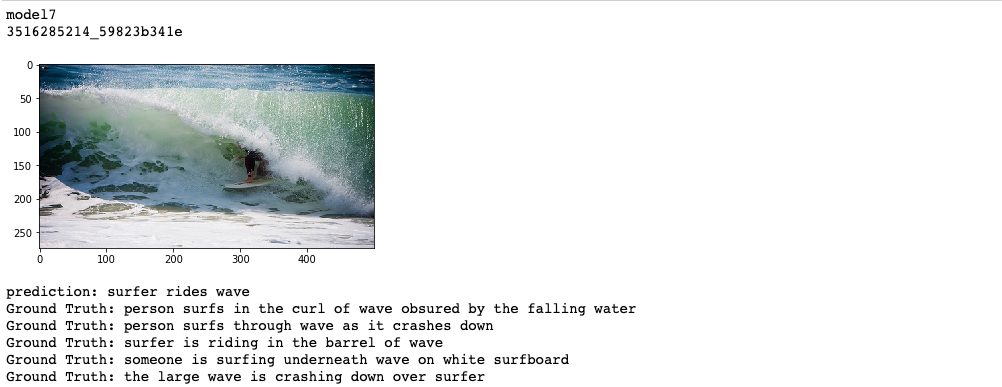 model7
3516285214_59823b341e
0
50
100
150
200
250
0 100 200 300 400
prediction: surfer rides wave
Ground Truth: person surfs in the curl of wave obsured by the falling water
Ground Truth: person surfs through wave as it crashes down
Ground Truth: surfer is riding in the barrel of wave
Ground Truth: someone is surfing underneath wave on white surfboard
Ground Truth: the large wave is crashing down over surfer